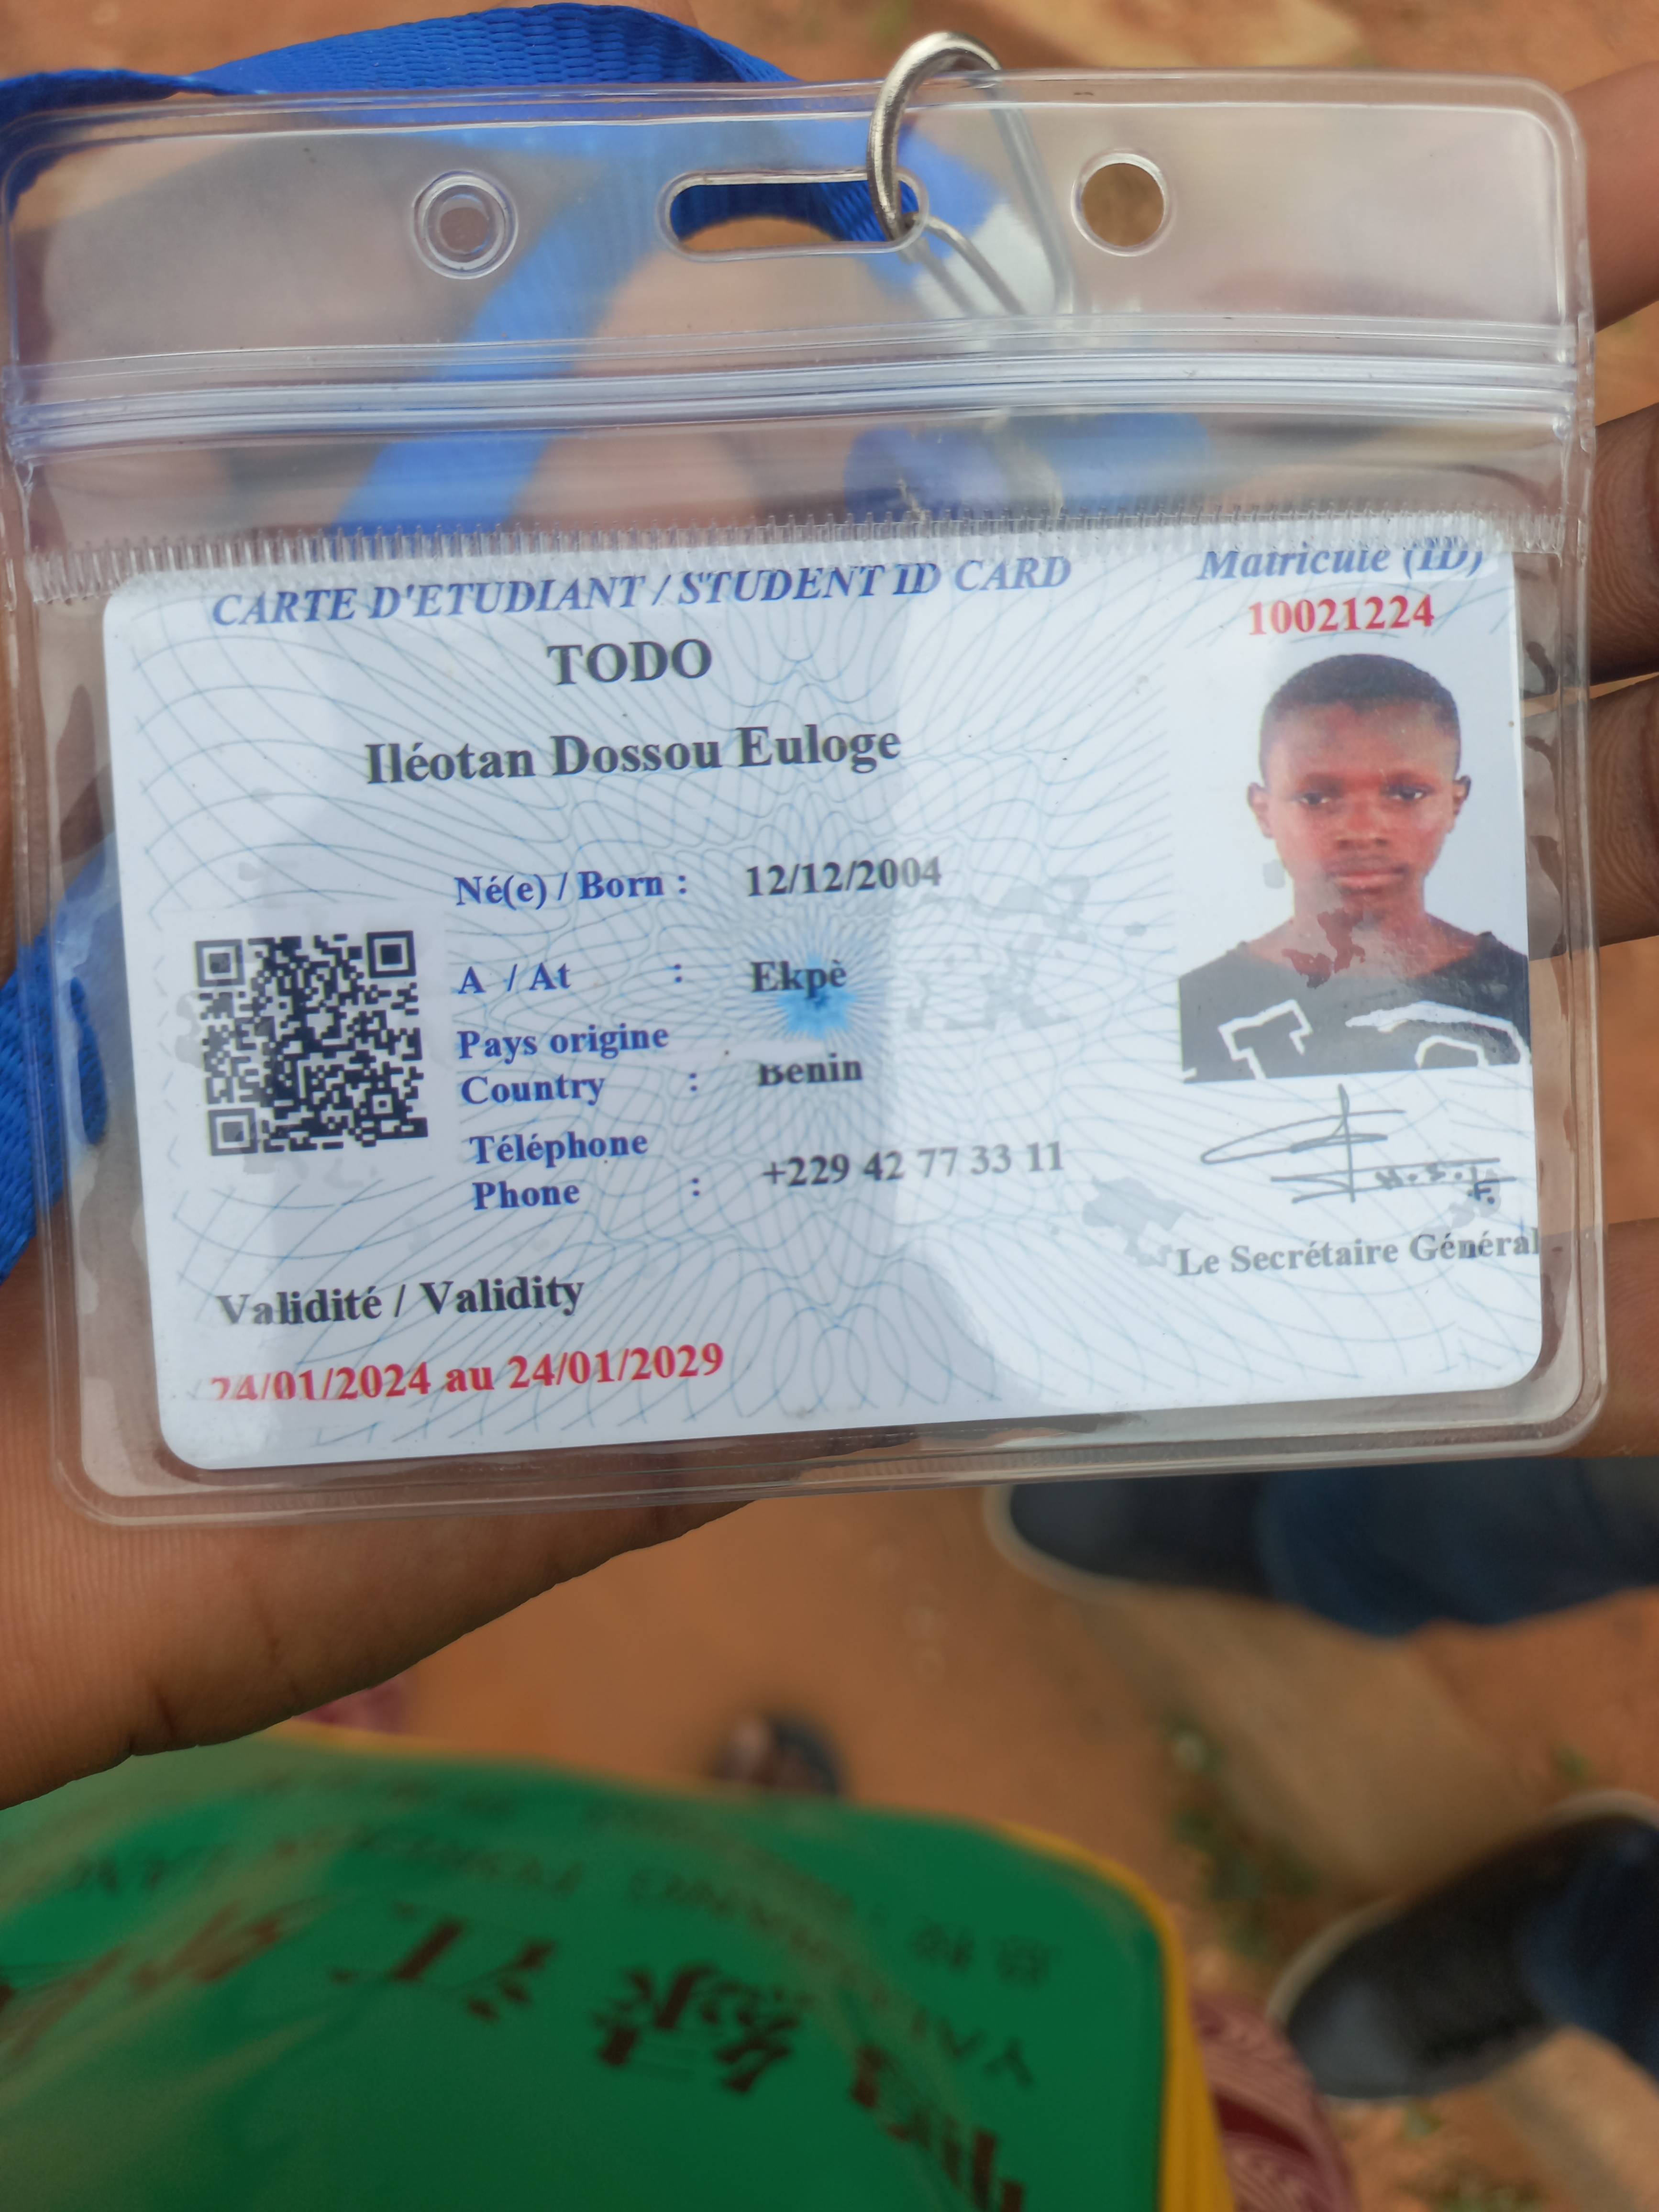 CARTE D'ETUDIANT / STUDENT ID CARD
Matricule (ID)
10021224
TODO
Iléotan Dossou Euloge
Né(e) / Born : 12/12/2004
A / At : Ekpè
Pays origine
Country : Benin
Téléphone
Phone : +229 42 77 33 11
Le Secrétaire Général
Validité / Validity
24/01/2024 au 24/01/2029